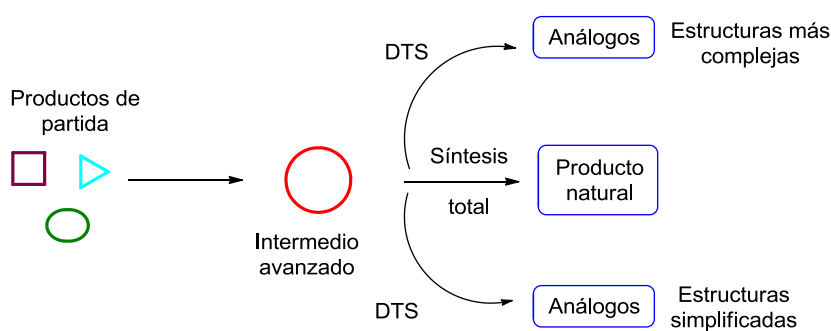 Productos de
partida
Intermedio
avanzado
DTS
Síntesis
total
DTS
Análogos
Estructuras más
complejas
Producto
natural
Análogos
Estructuras
simplificadas